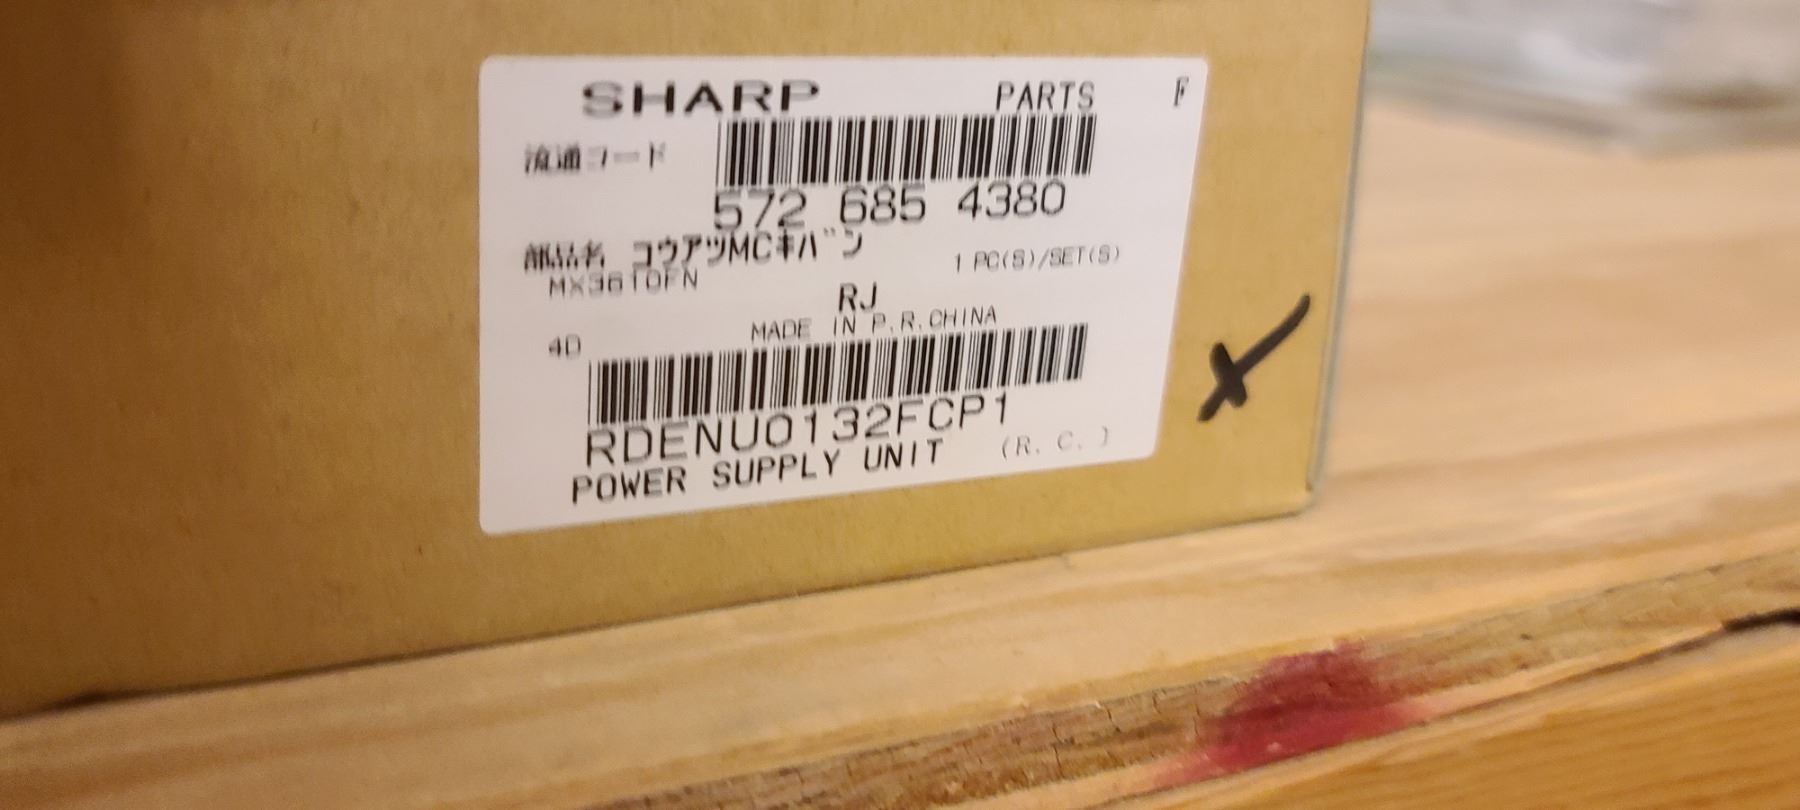 SHARP PARTS F
流通コード
572 685 4380
部品名 コウアツMCキバン
MX3610FN 1 PC(S)/SET(S)
RJ
4D MADE IN P.R.CHINA
RDENU0132FCP1
POWER SUPPLY UNIT (R.C.)